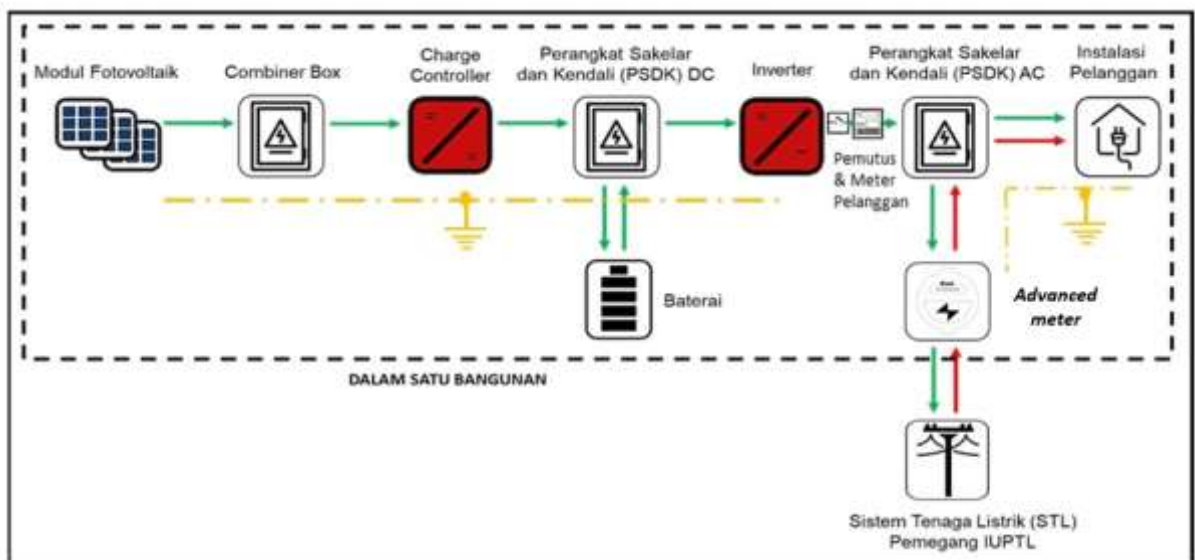 Modul Fotovoltaik
Combiner Box
Charge
Controller
Perangkat Sakelar
dan Kendali (PSDK) DC
Inverter
Perangkat Sakelar
dan Kendali (PSDK) AC
Instalasi
Pelanggan
Pemutus
& Meter
Pelanggan
Baterai
Advanced
meter
DALAM SATU BANGUNAN
Sistem Tenaga Listrik (STL)
Pemegang IUPTL